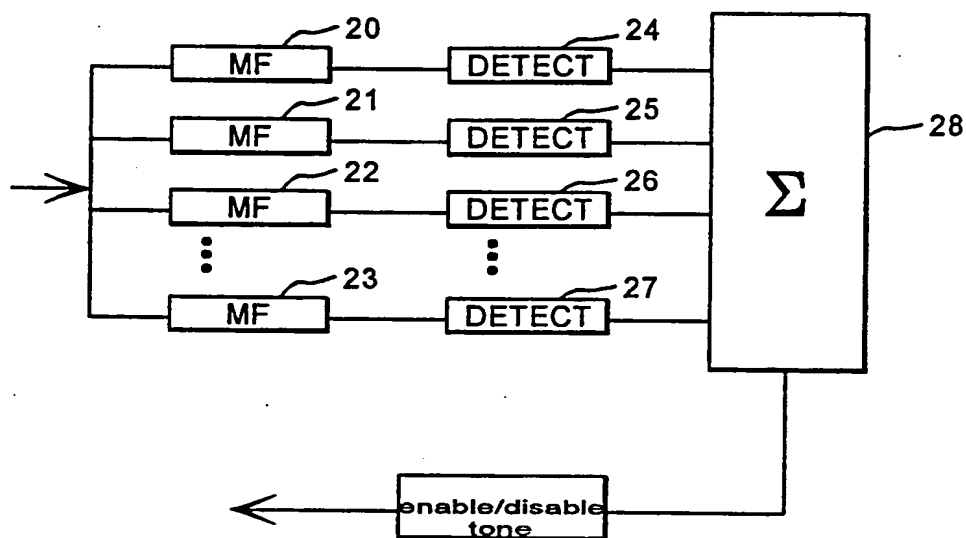 20
24
MF
DETECT
21
25
MF
DETECT
28
22
26
MF
DETECT
Σ
23
27
MF
DETECT
enable/disable
tone